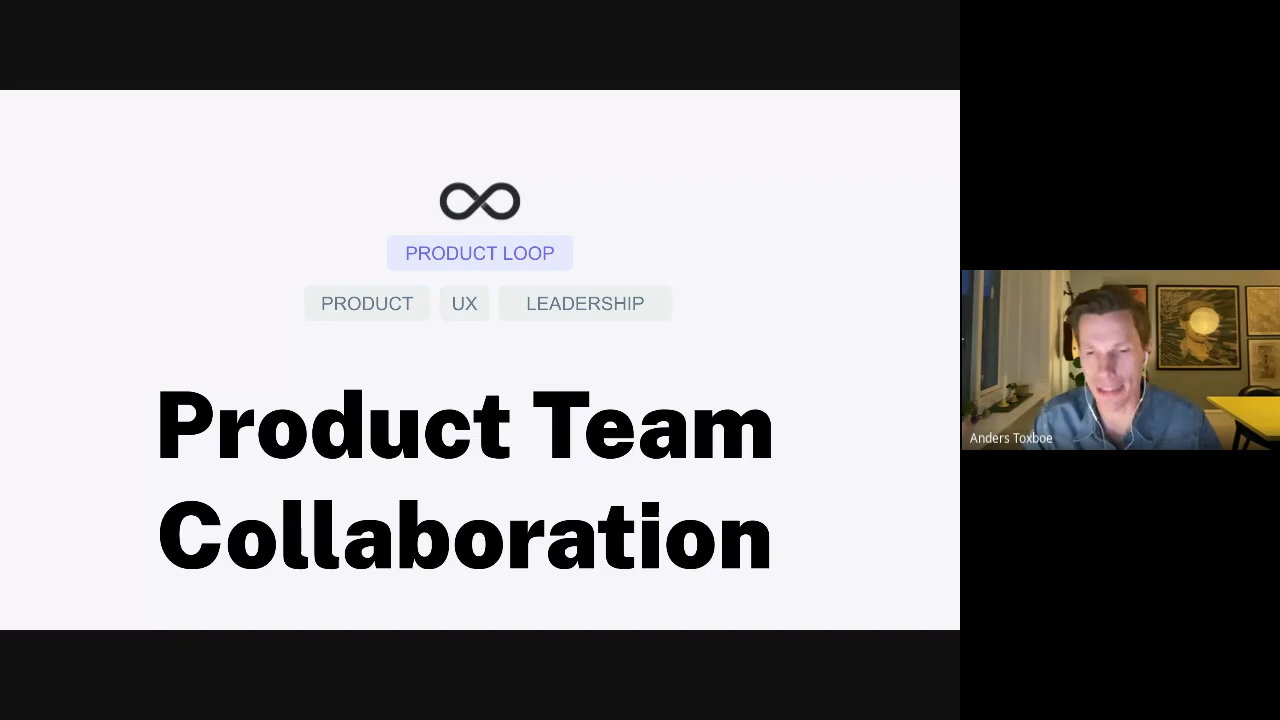 PRODUCT LOOP
PRODUCT UX LEADERSHIP
Product Team
Collaboration
Anders Toxboe